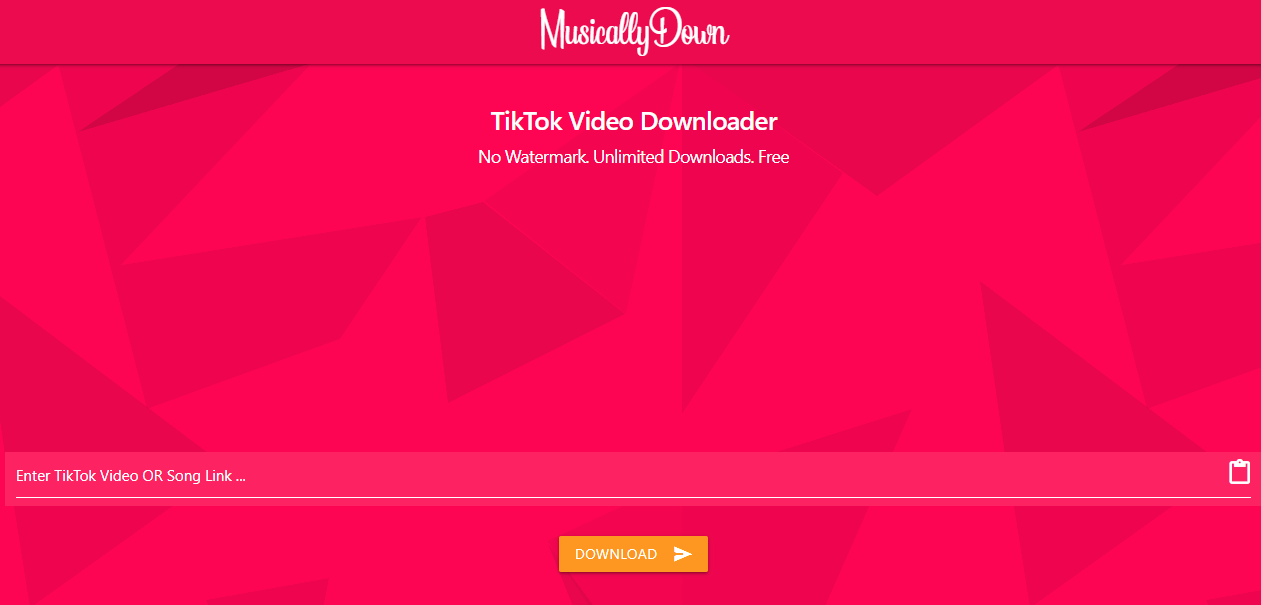 MusicallyDown
TikTok Video Downloader
No Watermark. Unlimited Downloads. Free
Enter TikTok Video OR Song Link ...
DOWNLOAD